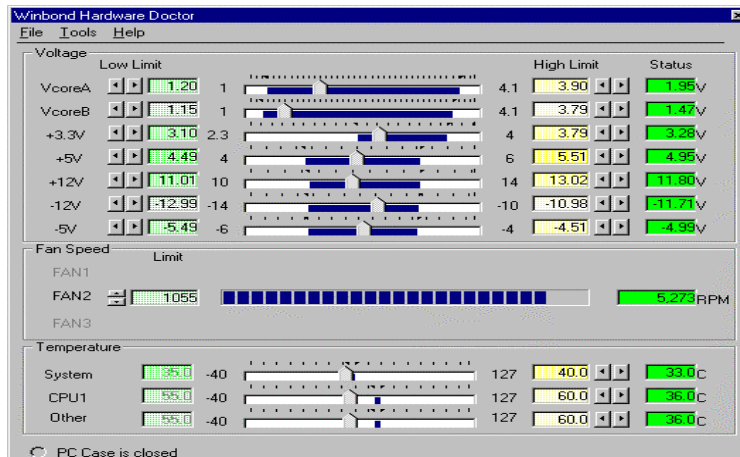 Winbond Hardware Doctor
File Tools Help
Voltage
Low Limit High Limit Status
VcoreA 1.20 1 4.1 3.90 1.95V
VcoreB 1.15 1 4.1 3.79 1.47V
+3.3V 3.10 2.3 4 3.79 3.28V
+5V 4.49 4 6 5.51 4.95V
+12V 11.01 10 14 13.02 11.80V
-12V -12.99 -14 -10 -10.98 -11.71V
-5V -5.49 -6 -4 -4.51 -4.99V
Fan Speed
Limit
FAN1
FAN2 1055 5,273RPM
FAN3
Temperature
System 35.0 -40 127 40.0 33.0C
CPU1 55.0 -40 127 60.0 36.0C
Other 55.0 -40 127 60.0 36.0C
PC Case is closed